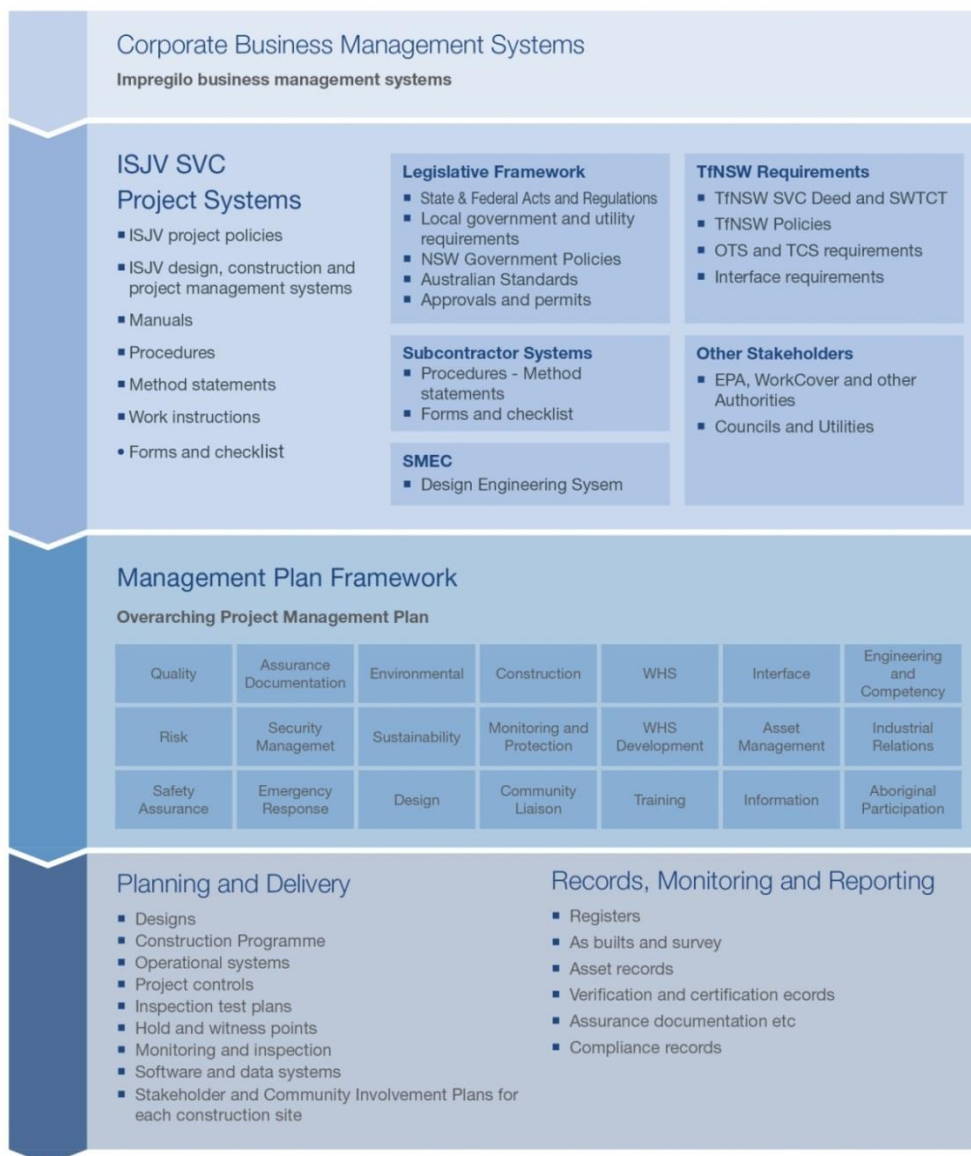 Corporate Business Management Systems
Impregilo business management systems
ISJV SVC
Project Systems
■ ISJV project policies
■ ISJV design, construction and
project management systems
■ Manuals
■ Procedures
■ Method statements
■ Work instructions
• Forms and checklist
Legislative Framework
■ State & Federal Acts and Regulations
■ Local government and utility
requirements
■ NSW Government Policies
■ Australian Standards
■ Approvals and permits
TfNSW Requirements
■ TfNSW SVC Deed and SWTCT
■ TfNSW Policies
■ OTS and TCS requirements
■ Interface requirements
Subcontractor Systems
■ Procedures - Method
statements
■ Forms and checklist
Other Stakeholders
■ EPA, WorkCover and other
Authorities
■ Councils and Utilities
SMEC
■ Design Engineering Sysem
Management Plan Framework
Overarching Project Management Plan
Quality
Assurance
Documentation
Environmental
Construction
WHS
Interface
Engineering
and
Competency
Risk
Security
Managemet
Sustainability
Monitoring and
Protection
WHS
Development
Asset
Management
Industrial
Relations
Safety
Assurance
Emergency
Response
Design
Community
Liaison
Training
Information
Aboriginal
Participation
Planning and Delivery
■ Designs
■ Construction Programme
■ Operational systems
■ Project controls
■ Inspection test plans
■ Hold and witness points
■ Monitoring and inspection
■ Software and data systems
■ Stakeholder and Community Involvement Plans for
each construction site
Records, Monitoring and Reporting
■ Registers
■ As builts and survey
■ Asset records
■ Verification and certification ecords
■ Assurance documentation etc
■ Compliance records